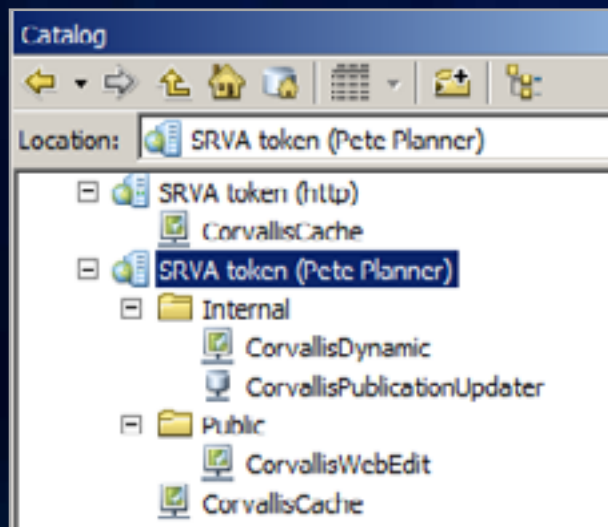 Catalog
Location: SRVA token (Pete Planner)
SRVA token (http)
CorvallisCache
SRVA token (Pete Planner)
Internal
CorvallisDynamic
CorvallisPublicationUpdater
Public
CorvallisWebEdit
CorvallisCache